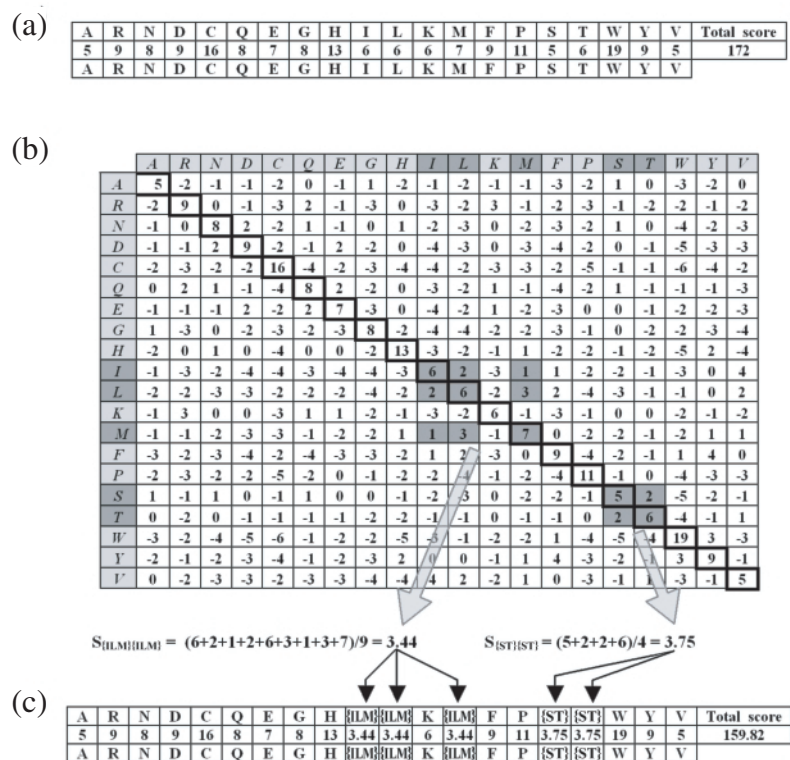 (a)
A R N D C Q E G H I L K M F P S T W Y V Total score
5 9 8 9 16 8 7 8 13 6 6 6 7 9 11 5 6 19 9 5 172
A R N D C Q E G H I L K M F P S T W Y V
(b)
A R N D C Q E G H I L K M F P S T W Y V
A 5 -2 -1 -1 -2 0 -1 1 -2 -1 -2 -1 -1 -3 -2 1 0 -3 -2 0
R -2 9 0 -1 -3 2 -1 -3 0 -3 -2 3 -1 -2 -3 -1 -2 -2 -1 -2
N -1 0 8 2 -2 1 -1 0 1 -2 -3 0 -2 -3 -2 1 0 -4 -2 -3
D -1 -1 2 9 -2 -1 2 -2 0 -4 -3 0 -3 -4 -2 0 -1 -5 -3 -3
C -2 -3 -2 -2 16 -4 -2 -3 -4 -4 -2 -3 -3 -2 -5 -1 -1 -6 -4 -2
Q 0 2 1 -1 -4 8 2 -2 0 -3 -2 1 -1 -4 -2 1 -1 -1 -1 -3
E -1 -1 -1 2 -2 2 7 -3 0 -4 -2 1 -2 -3 0 0 -1 -2 -2 -3
G 1 -3 0 -2 -3 -2 -3 8 -2 -4 -4 -2 -2 -3 -1 0 -2 -2 -3 -4
H -2 0 1 0 -4 0 0 -2 13 -3 -2 -1 1 -2 -2 -1 -2 -5 2 -4
I -1 -3 -2 -4 -4 -3 -4 -4 -3 6 2 -3 1 1 -2 -2 -1 -3 0 4
L -2 -2 -3 -3 -2 -2 -2 -4 -2 2 6 -2 3 2 -4 -3 -1 -1 0 2
K -1 3 0 0 -3 1 1 -2 -1 -3 -2 6 -1 -3 -1 0 0 -2 -1 -2
M -1 -1 -2 -3 -3 -1 -2 -2 1 1 3 -1 7 0 -2 -2 -1 -2 1 1
F -3 -2 -3 -4 -2 -4 -3 -3 -2 1 2 -3 0 9 -4 -2 -1 1 4 0
P -2 -3 -2 -2 -5 -2 0 -1 -2 -2 -4 -1 -2 -4 11 -1 0 -4 -3 -3
S 1 -1 1 0 -1 1 0 0 -1 -2 -3 0 -2 -2 -1 5 2 -5 -2 -1
T 0 -2 0 -1 -1 -1 -1 -2 -2 -1 -1 0 -1 -1 0 2 6 -4 -1 1
W -3 -2 -4 -5 -6 -1 -2 -2 -5 -3 -1 -2 -2 1 -4 -5 -4 19 3 -3
Y -2 -1 -2 -3 -4 -1 -2 -3 2 0 0 -1 1 4 -3 -2 -1 3 9 -1
V 0 -2 -3 -3 -2 -3 -3 -4 -4 4 2 -2 1 0 -3 -1 1 -3 -1 5
S{ILM}{ILM} = (6+2+1+2+6+3+1+3+7)/9 = 3.44 S{ST}{ST} = (5+2+2+6)/4 = 3.75
(c)
A R N D C Q E G H {ILM} {ILM} K {ILM} F P {ST} {ST} W Y V Total score
5 9 8 9 16 8 7 8 13 3.44 3.44 6 3.44 9 11 3.75 3.75 19 9 5 159.82
A R N D C Q E G H {ILM} {ILM} K {ILM} F P {ST} {ST} W Y V